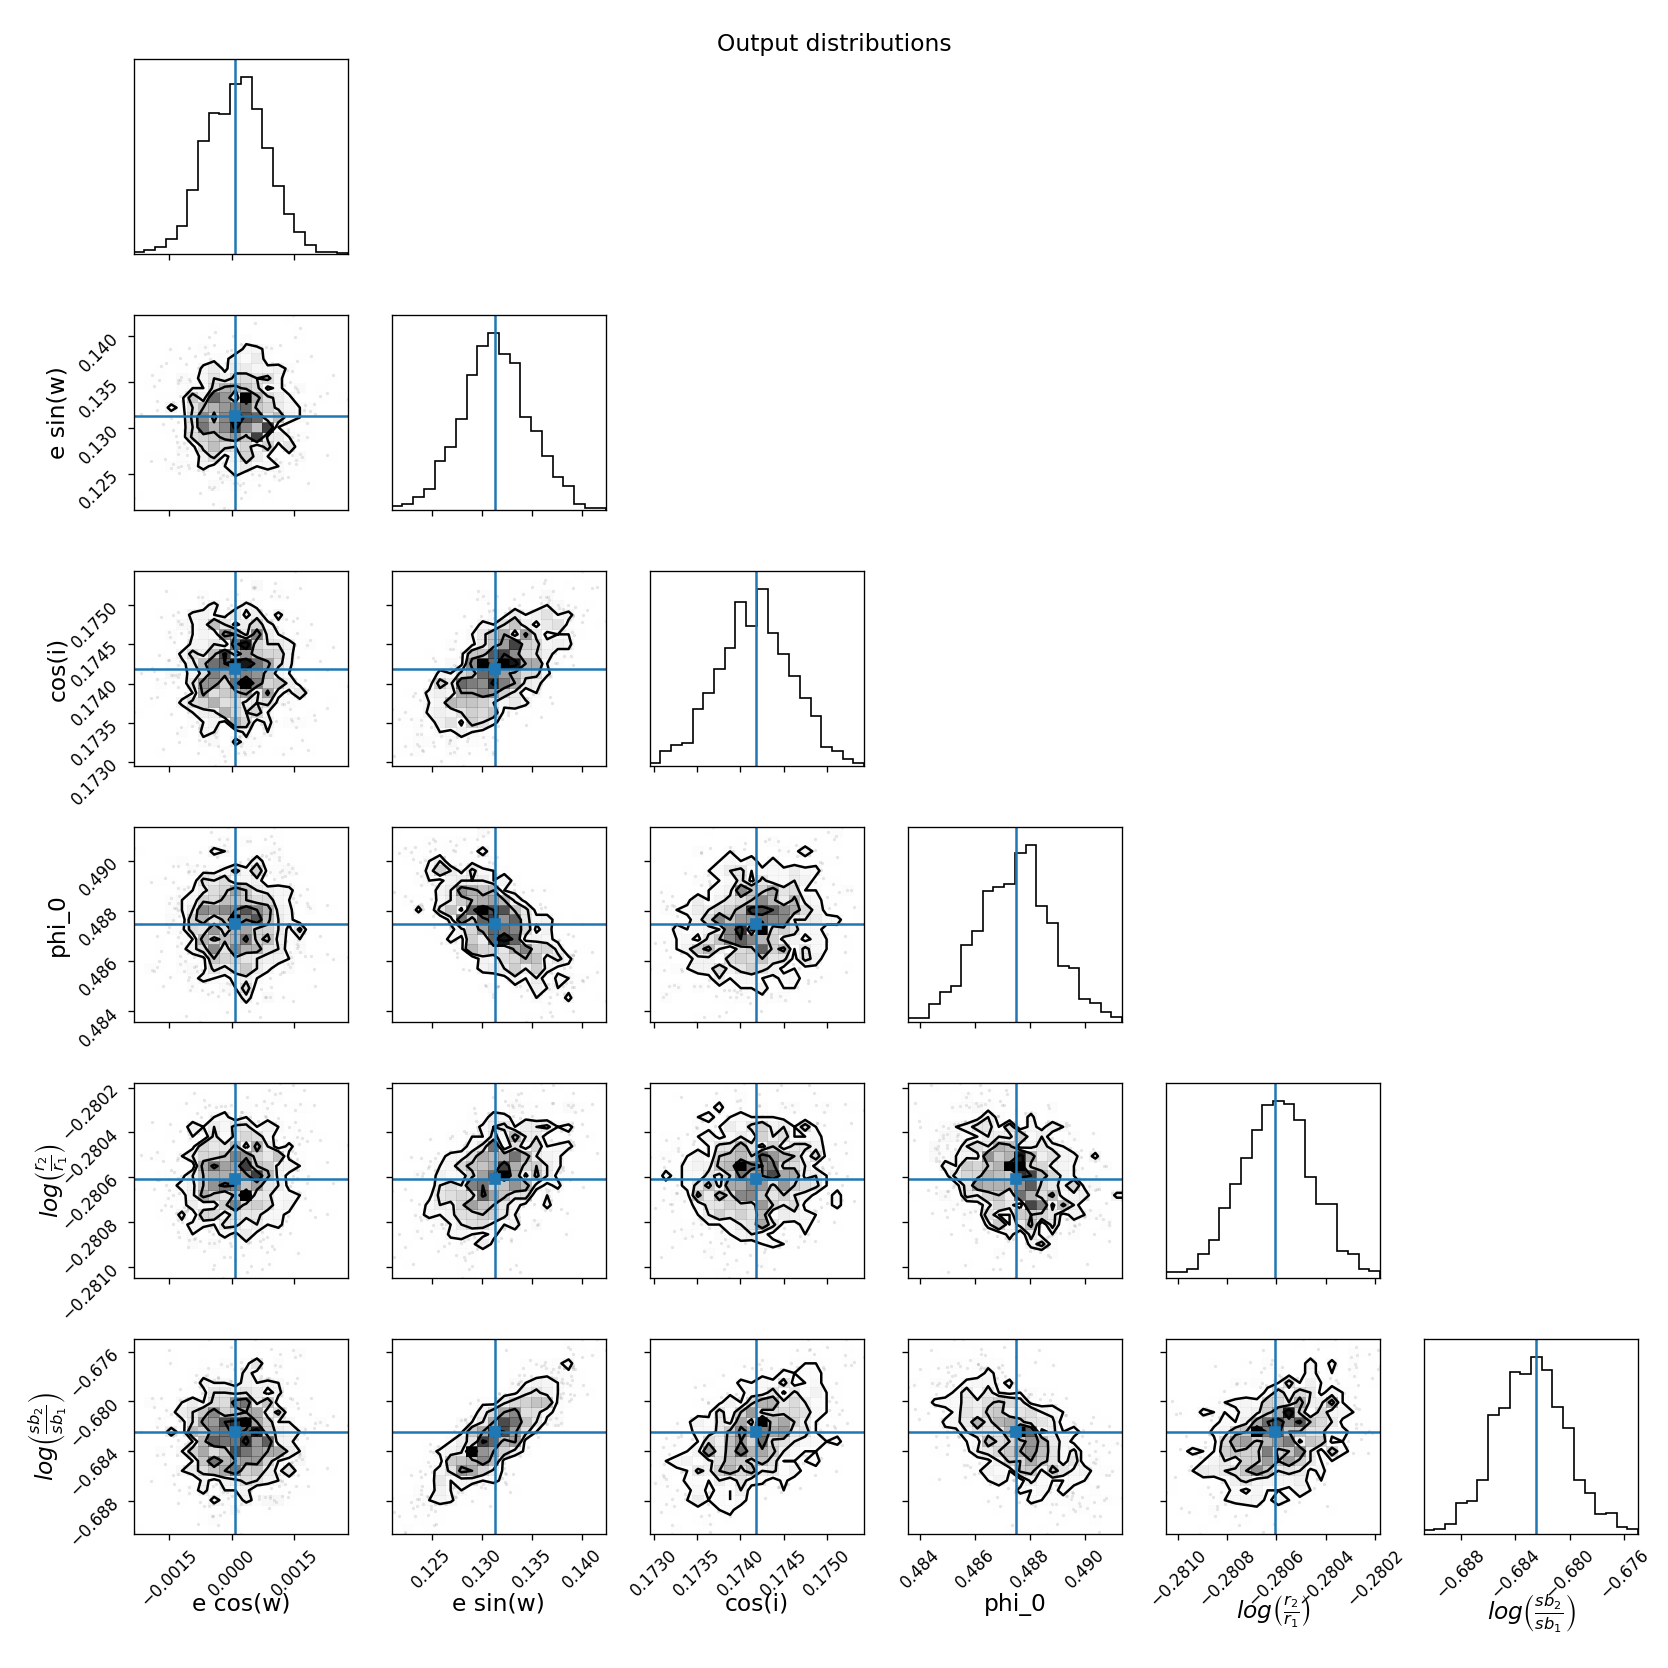 Output distributions
e sin(w)
0.140
0.135
0.130
0.125
cos(i)
0.1750
0.1745
0.1740
0.1735
0.1730
phi_0
0.490
0.488
0.486
0.484
log(r₂/r₁)
−0.2802
−0.2804
−0.2806
−0.2808
−0.2810
log(sb₂/sb₁)
−0.676
−0.680
−0.684
−0.688
−0.0015 0.0000 0.0015
0.125 0.130 0.135 0.140
0.1730 0.1735 0.1740 0.1745 0.1750
0.484 0.486 0.488 0.490
−0.2810 −0.2808 −0.2806 −0.2804 −0.2802
−0.688 −0.684 −0.680 −0.676
e cos(w) e sin(w) cos(i) phi_0 log(r₂/r₁) log(sb₂/sb₁)